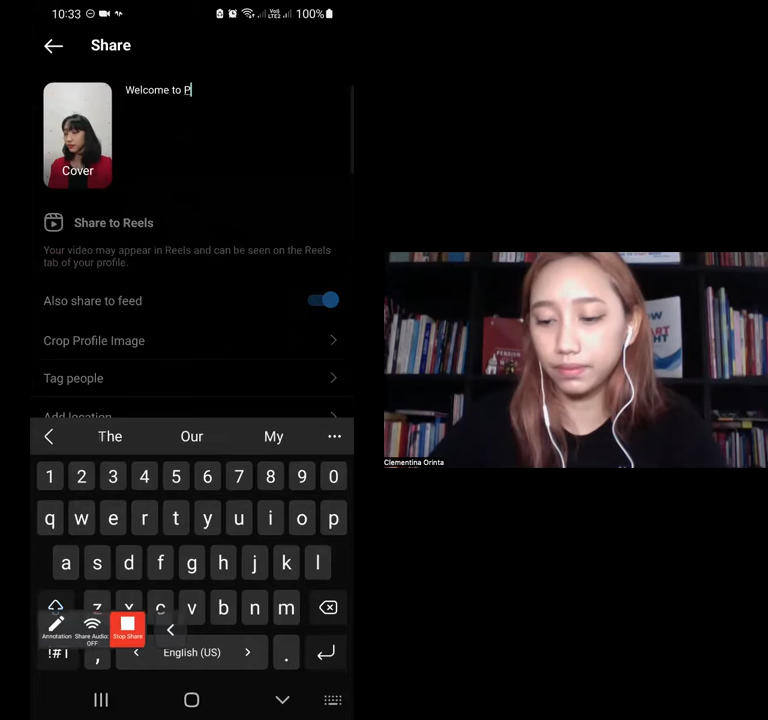 10:33
VoB
LTE2
100%
Share
Welcome to P
Cover
Share to Reels
Your video may appear in Reels and can be seen on the Reels
tab of your profile.
Also share to feed
Crop Profile Image
Tag people
Add location
The Our My
1 2 3 4 5 6 7 8 9 0
q w e r t y u i o p
a s d f g h j k l
z x c v b n m
Annotation
Share Audio:
OFF
Stop Share
!#1 , English (US) .
PENSION
Clementina Orinta